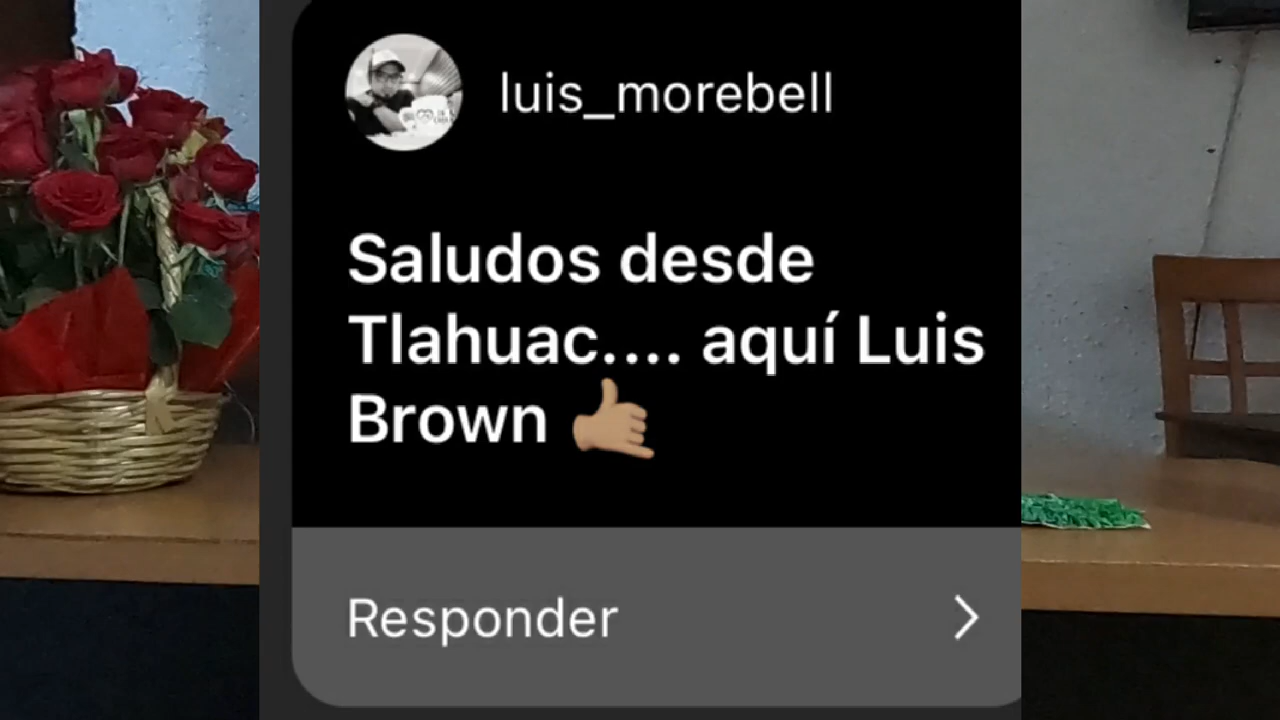 luis_morebell
Saludos desde
Tlahuac.... aquí Luis
Brown 🤙🏽
Responder